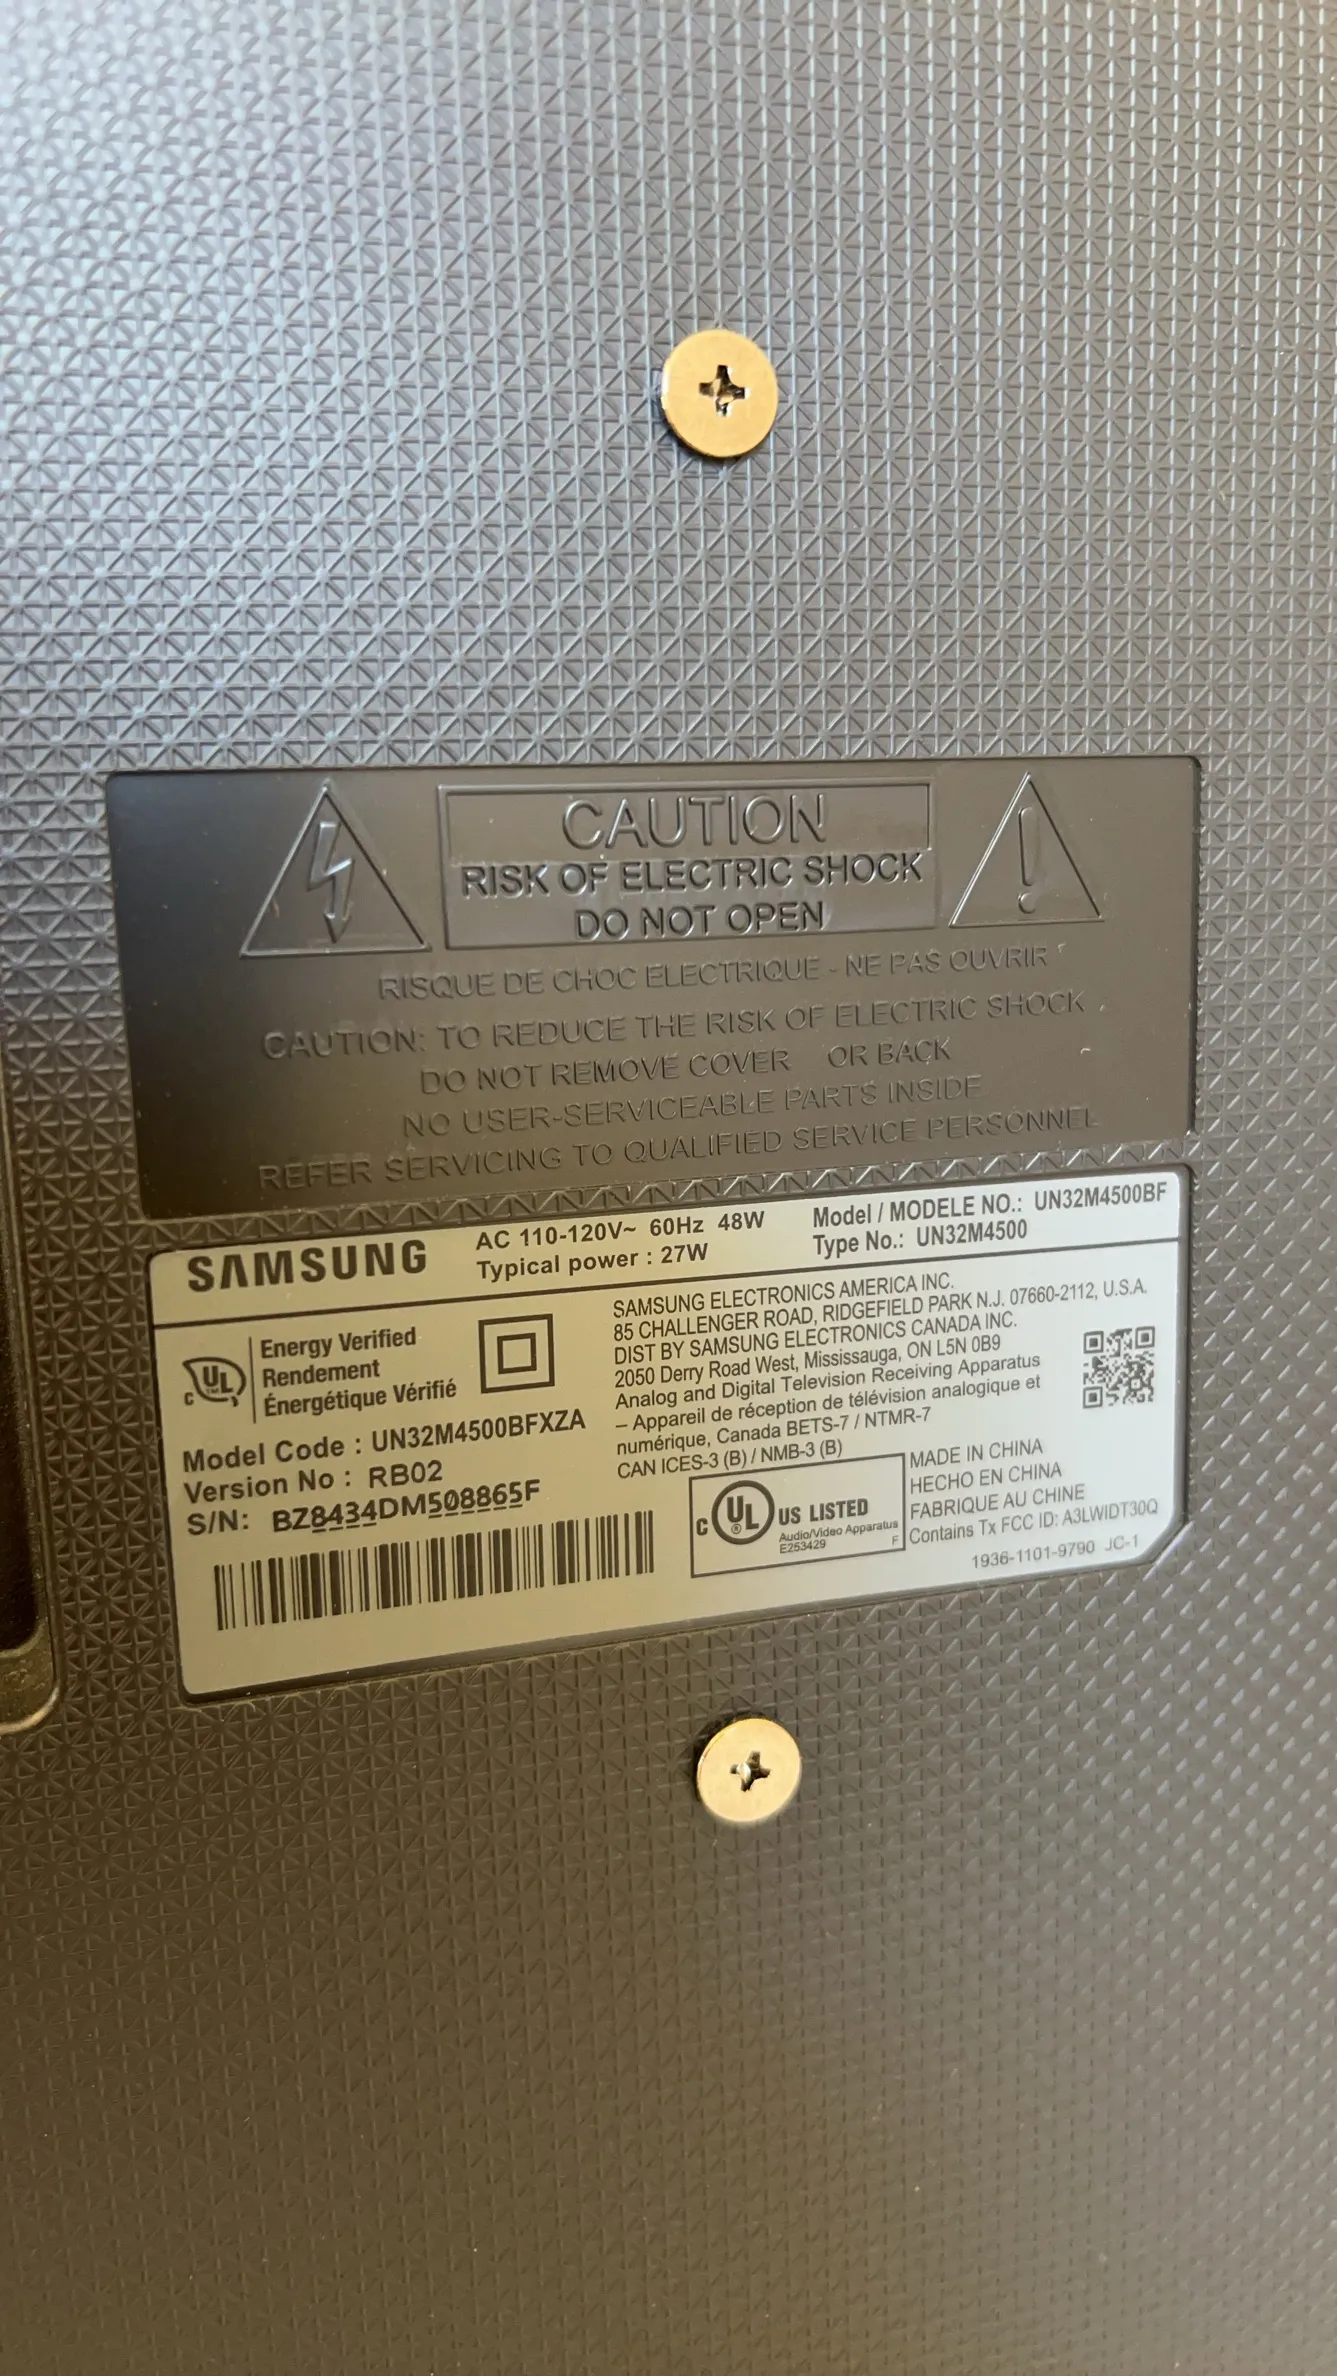 CAUTION
RISK OF ELECTRIC SHOCK
DO NOT OPEN
RISQUE DE CHOC ELECTRIQUE - NE PAS OUVRIR
CAUTION: TO REDUCE THE RISK OF ELECTRIC SHOCK
DO NOT REMOVE COVER OR BACK
NO USER-SERVICEABLE PARTS INSIDE
REFER SERVICING TO QUALIFIED SERVICE PERSONNEL
SAMSUNG
AC 110-120V~ 60Hz 48W
Typical power : 27W
Model / MODELE NO.: UN32M4500BF
Type No.: UN32M4500
C UL
Energy Verified
Rendement
Énergétique Vérifié
Model Code : UN32M4500BFXZA
Version No : RB02
S/N: BZ8434DM508865F
SAMSUNG ELECTRONICS AMERICA INC.
85 CHALLENGER ROAD, RIDGEFIELD PARK N.J. 07660-2112, U.S.A.
DIST BY SAMSUNG ELECTRONICS CANADA INC.
2050 Derry Road West, Mississauga, ON L5N 0B9
Analog and Digital Television Receiving Apparatus
– Appareil de réception de télévision analogique et
numérique, Canada BETS-7 / NTMR-7
CAN ICES-3 (B) / NMB-3 (B)
C UL ® US LISTED
Audio/Video Apparatus
E253429 F
MADE IN CHINA
HECHO EN CHINA
FABRIQUE AU CHINE
Contains Tx FCC ID: A3LWIDT30Q
1936-1101-9790 JC-1